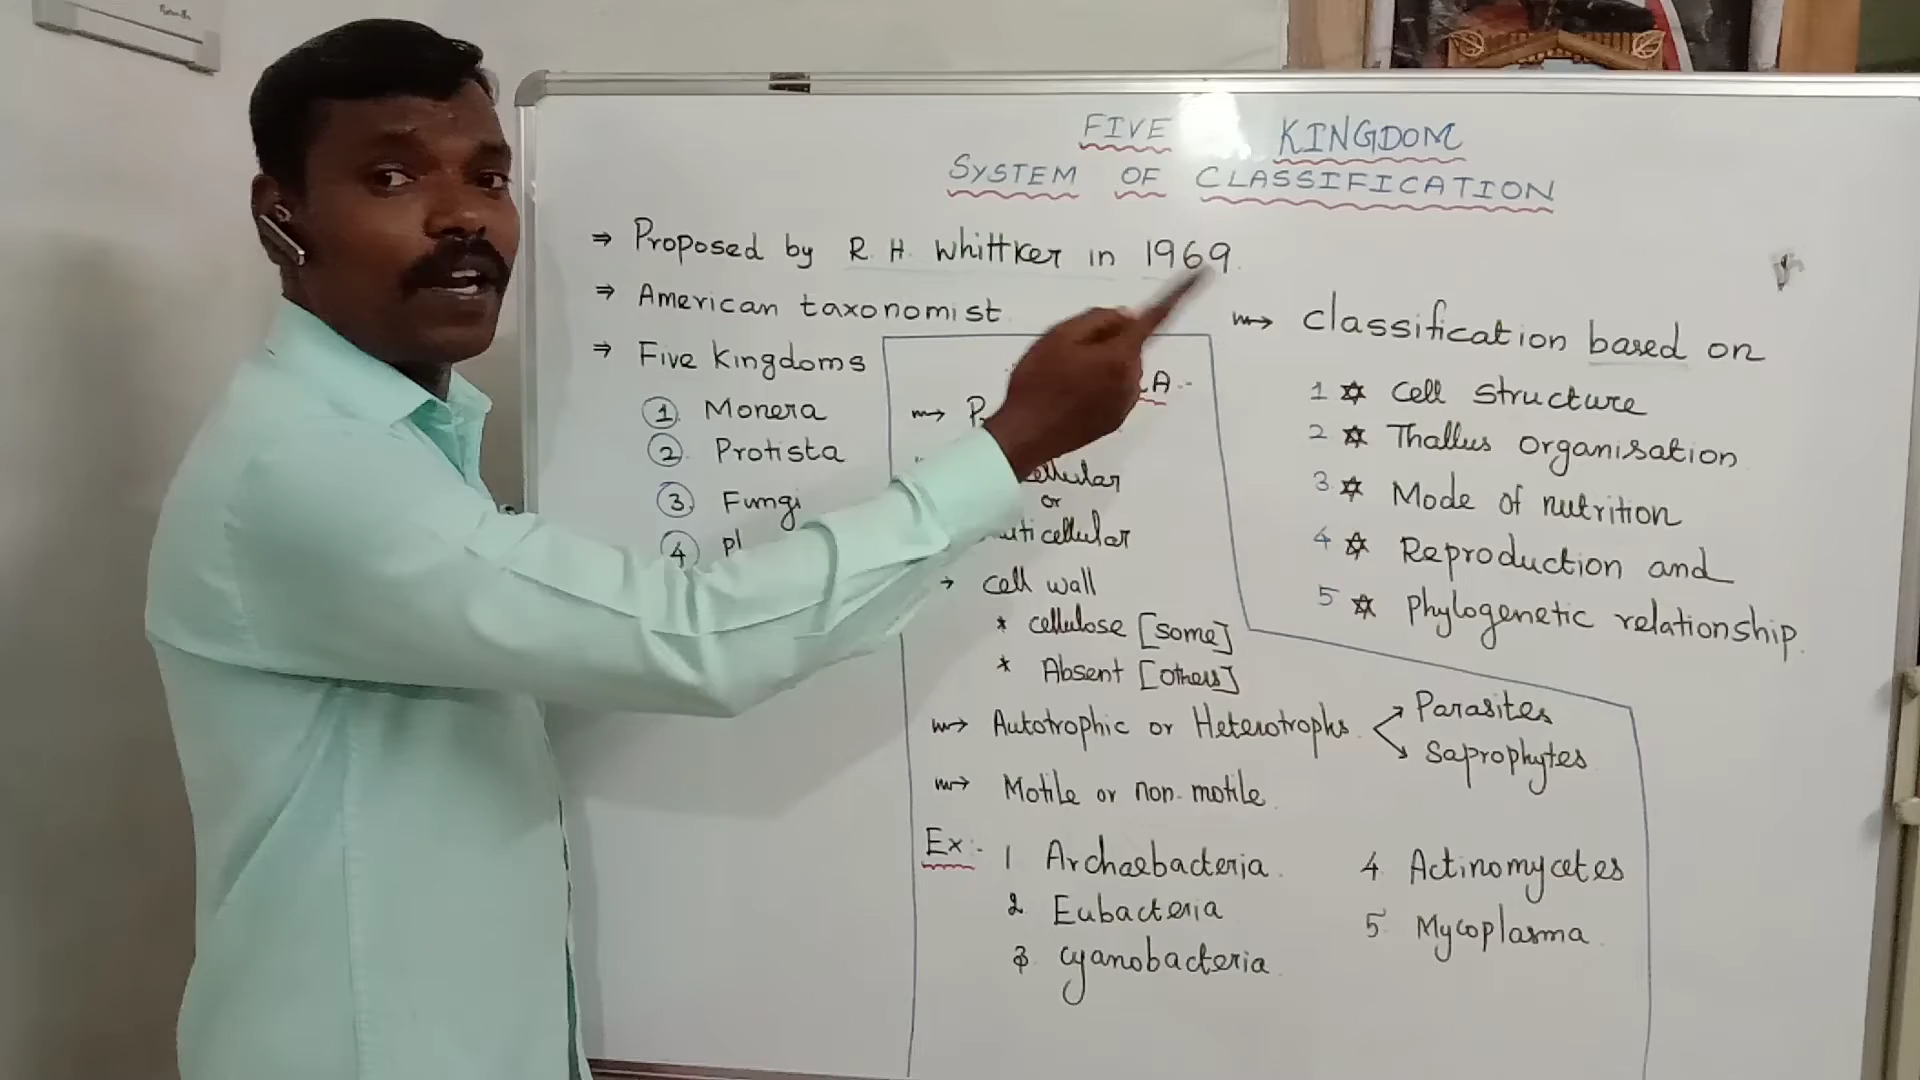 FIVE KINGDOM
SYSTEM OF CLASSIFICATION
⇒ Proposed by R. H. Whittker in 1969.
⇒ American taxonomist
⇒ Five Kingdoms
① Monera
② Protista
③ Fungi
④ Pl
A:-
cellular
or
cellular
→ cell wall
* cellulose [some]
* Absent [others]
→ Autotrophic or Heterotrophs. Parasites
Saprophytes
→ Motile or non-motile.
Ex:- 1 Archaebacteria.
2 Eubacteria
3. cyanobacteria.
4 Actinomycetes
5 Mycoplasma.
→ classification based on
1 ☆ cell structure
2 ☆ Thallus organisation
3 ☆ Mode of nutrition
4 ☆ Reproduction and
5 ☆ phylogenetic relationship.